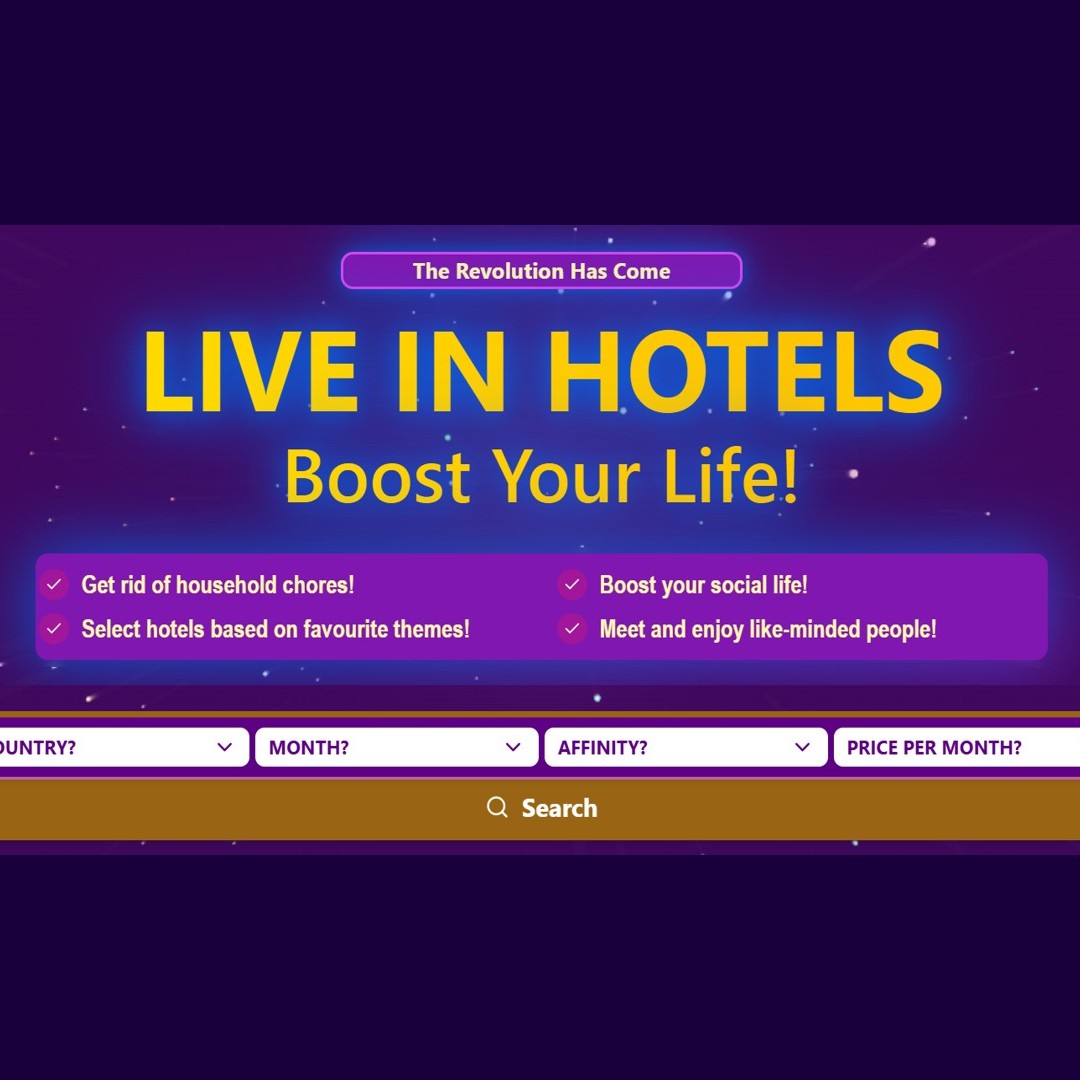 The Revolution Has Come
LIVE IN HOTELS
Boost Your Life!
Get rid of household chores!
Boost your social life!
Select hotels based on favourite themes!
Meet and enjoy like-minded people!
OUNTRY?
MONTH?
AFFINITY?
PRICE PER MONTH?
Search